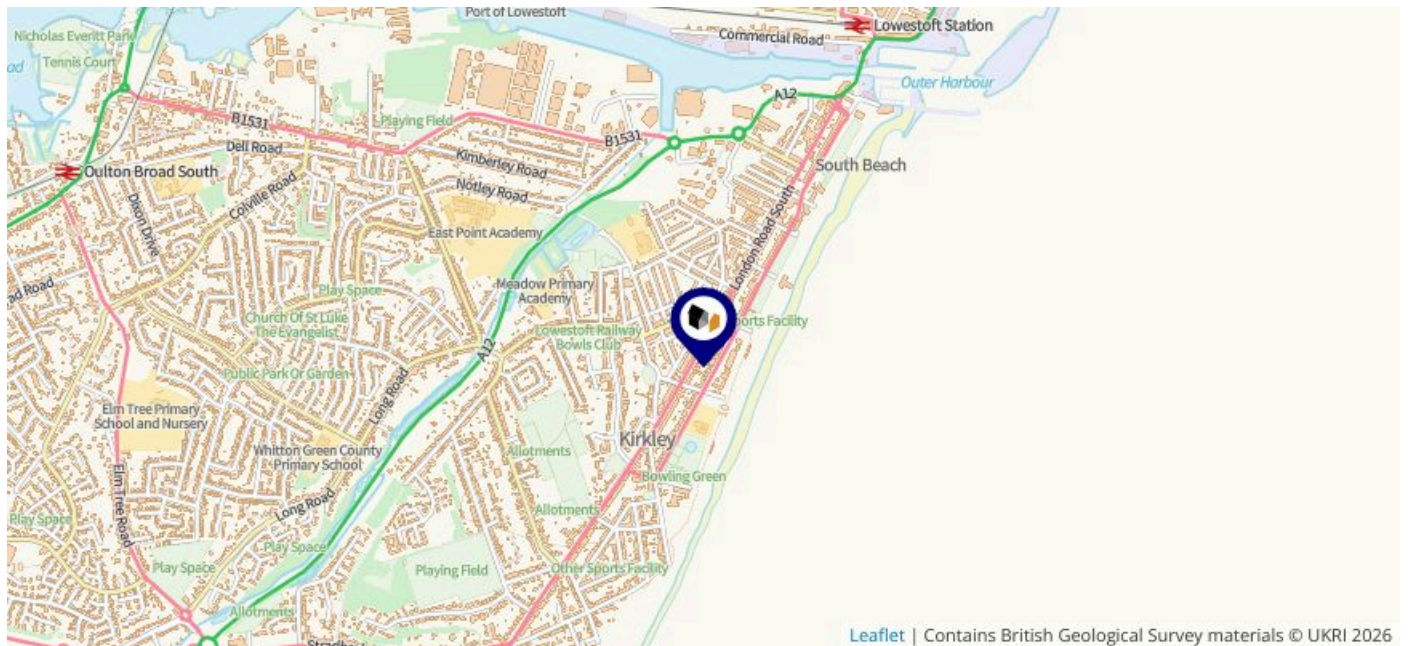 Port of Lowestoft
Lowestoft Station
Commercial Road
Nicholas Everitt Park
Tennis Court
Outer Harbour
A12
B1531
Playing Field
B1531
Dell Road
Kimberley Road
South Beach
Oulton Broad South
Colville Road
Notley Road
Dixon Drive
London Road South
East Point Academy
Meadow Primary
Academy
Play Space
Church Of St Luke
The Evangelist
Lowestoft Railway
Bowls Club
ports Facility
A12
Public Park Or Garden
Long Road
Elm Tree Primary
School and Nursery
Whitton Green County
Primary School
Kirkley
Allotments
Bowling Green
Elm Tree Road
Long Road
Allotments
Play Space
Play Space
Play Space
Playing Field
Other Sports Facility
Allotments
Leaflet | Contains British Geological Survey materials © UKRI 2026